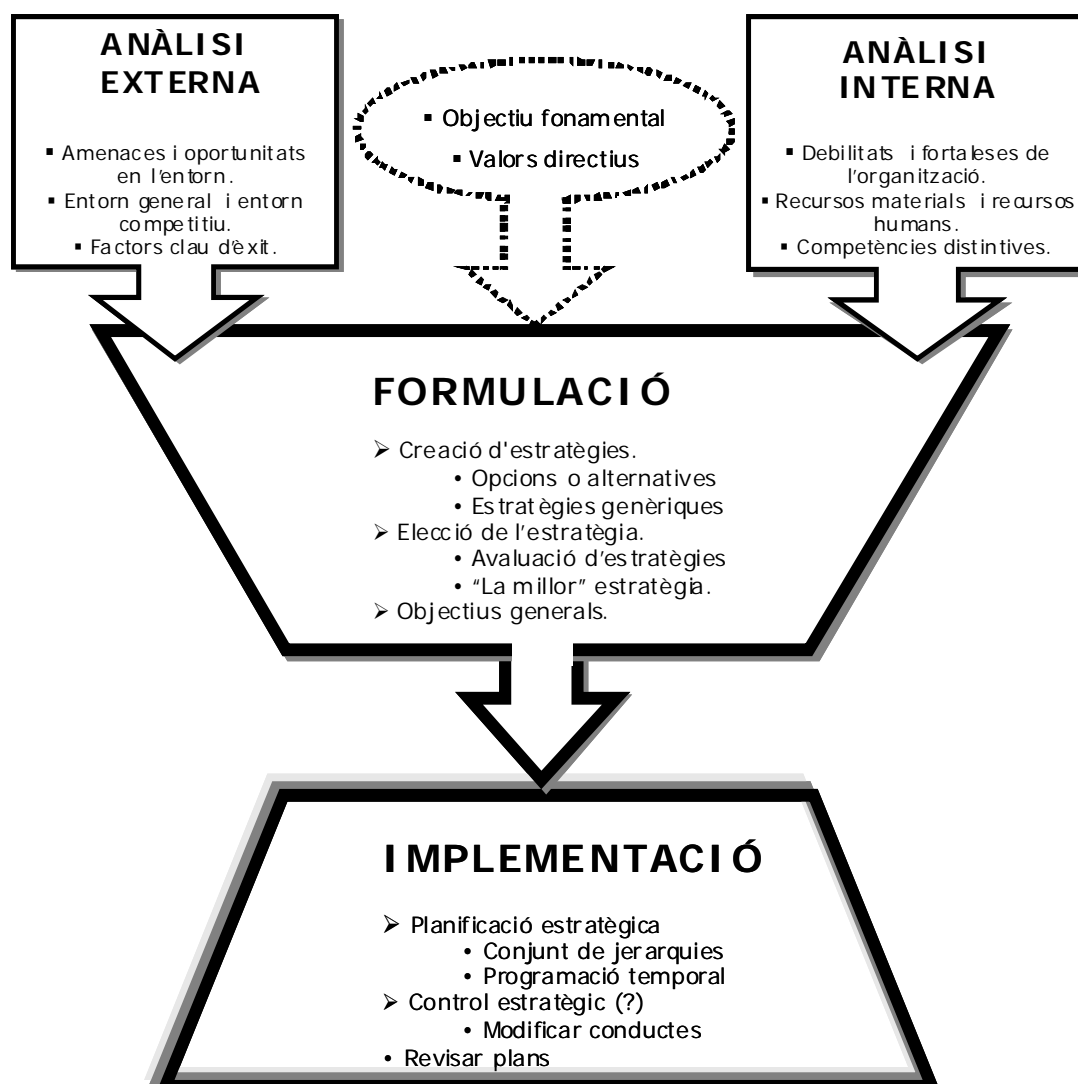 ANÀLISI
EXTERNA
▪ Amenaces i oportunitats
en l'entorn.
▪ Entorn general i entorn
competitiu.
▪ Factors clau d'èxit.
▪ Objectiu fonamental
▪ Valors directius
ANÀLISI
INTERNA
▪ Debilitats i fortaleses de
l'organització.
▪ Recursos materials i recursos
humans.
▪ Competències distintives.
FORMULACIÓ
➢ Creació d'estratègies.
• Opcions o alternatives
• Estratègies genèriques
➢ Elecció de l'estratègia.
• Avaluació d'estratègies
• “La millor” estratègia.
➢ Objectius generals.
IMPLEMENTACIÓ
➢ Planificació estratègica
• Conjunt de jerarquies
• Programació temporal
➢ Control estratègic (?)
• Modificar conductes
• Revisar plans